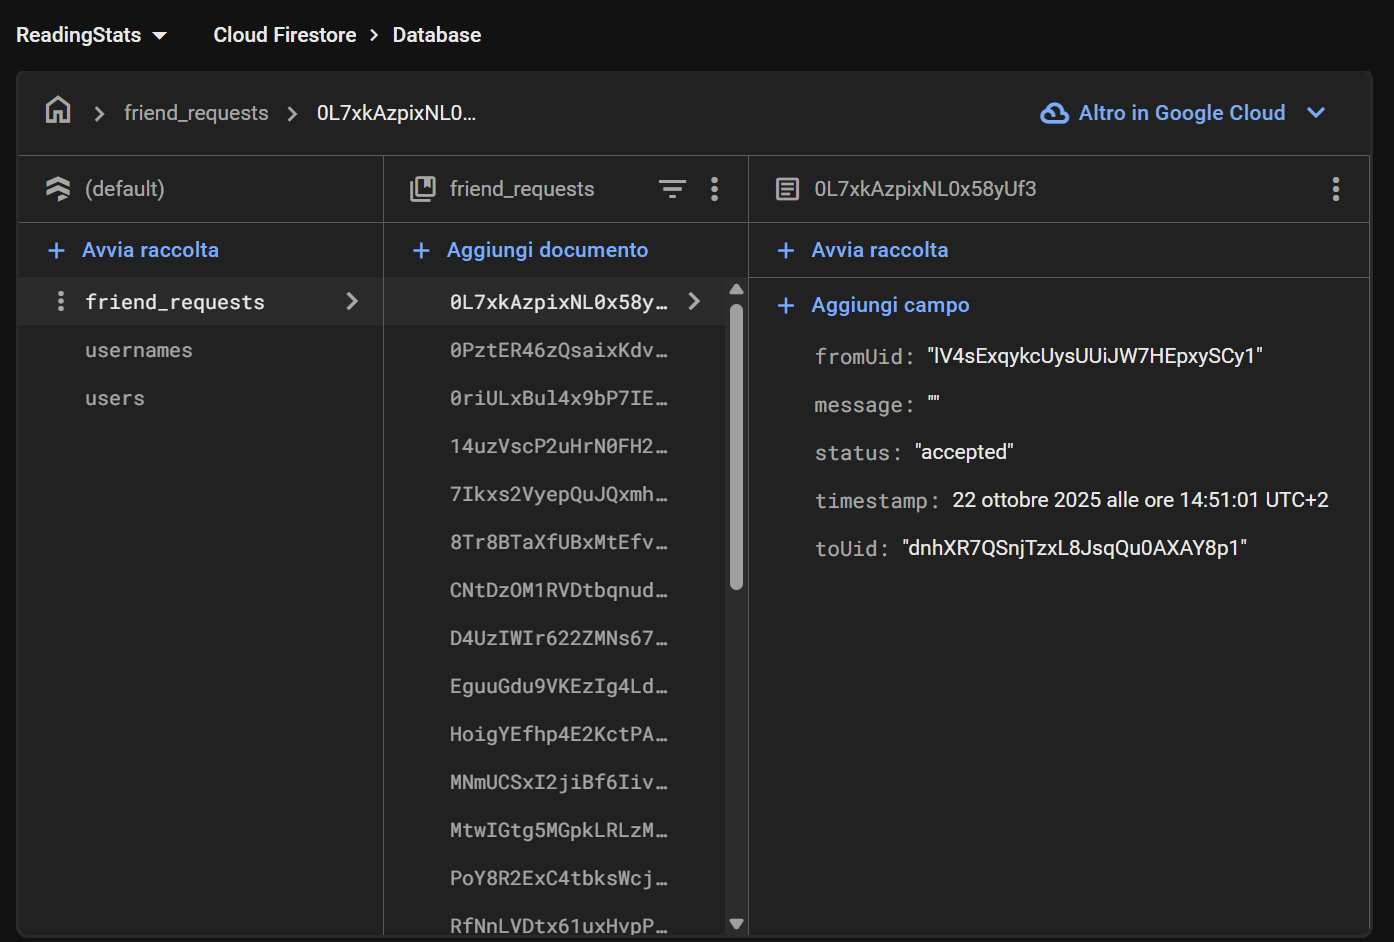 ReadingStats Cloud Firestore > Database
friend_requests > 0L7xkAzpixNL0… Altro in Google Cloud
(default)
Avvia raccolta
friend_requests
usernames
users
friend_requests
Aggiungi documento
0L7xkAzpixNL0x58y…
0PztER46zQsaixKdv…
0riULxBul4x9bP7IE…
14uzVscP2uHrN0FH2…
7Ikxs2VyepQuJQxmh…
8Tr8BTaXfUBxMtEfv…
CNtDzOM1RVDtbqnud…
D4UzIWIr622ZMNs67…
EguuGdu9VKEzIg4Ld…
HoigYEfhp4E2KctPA…
MNmUCSxI2jiBf6Iiv…
MtwIGtg5MGpkLRLzM…
PoY8R2ExC4tbksWcj…
RfNnLVDtx61uxHvpP…
0L7xkAzpixNL0x58yUf3
Avvia raccolta
Aggiungi campo
fromUid: "lV4sExqykcUysUUiJW7HEpxySCy1"
message: ""
status: "accepted"
timestamp: 22 ottobre 2025 alle ore 14:51:01 UTC+2
toUid: "dnhXR7QSnjTzxL8JsqQu0AXAY8p1"